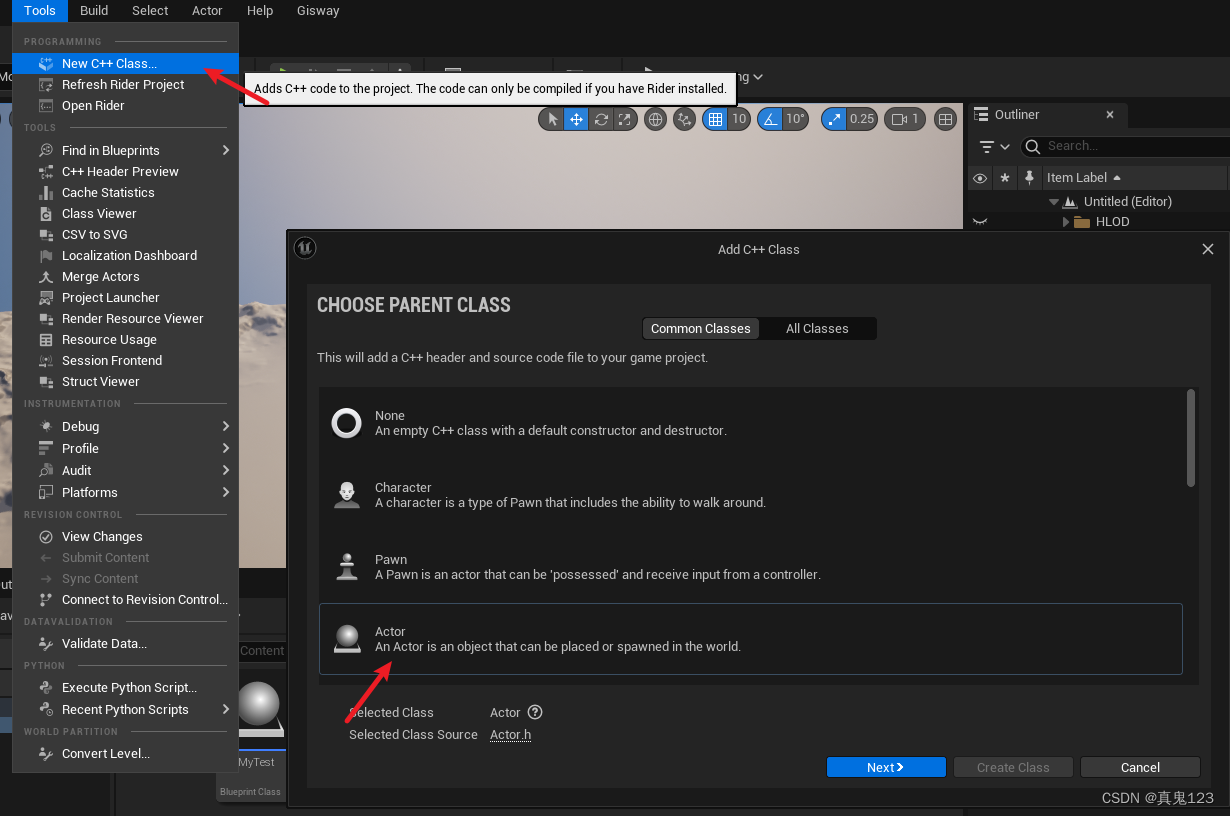 Tools Build Select Actor Help Gisway
PROGRAMMING
New C++ Class...
Adds C++ code to the project. The code can only be compiled if you have Rider installed.
Refresh Rider Project
Open Rider
TOOLS
Find in Blueprints
C++ Header Preview
Cache Statistics
Class Viewer
CSV to SVG
Localization Dashboard
Merge Actors
Project Launcher
Render Resource Viewer
Resource Usage
Session Frontend
Struct Viewer
INSTRUMENTATION
Debug
Profile
Audit
Platforms
REVISION CONTROL
View Changes
Submit Content
Sync Content
Connect to Revision Control...
DATAVALIDATION
Validate Data...
PYTHON
Execute Python Script...
Recent Python Scripts
WORLD PARTITION
Convert Level...
10 10° 0.25 1
Outliner
Search...
Item Label
Untitled (Editor)
HLOD
Add C++ Class
CHOOSE PARENT CLASS
Common Classes All Classes
This will add a C++ header and source code file to your game project.
None
An empty C++ class with a default constructor and destructor.
Character
A character is a type of Pawn that includes the ability to walk around.
Pawn
A Pawn is an actor that can be 'possessed' and receive input from a controller.
Actor
An Actor is an object that can be placed or spawned in the world.
Selected Class Actor
Selected Class Source Actor.h
Next Create Class Cancel
Content
MyTest
Blueprint Class
CSDN @真鬼123